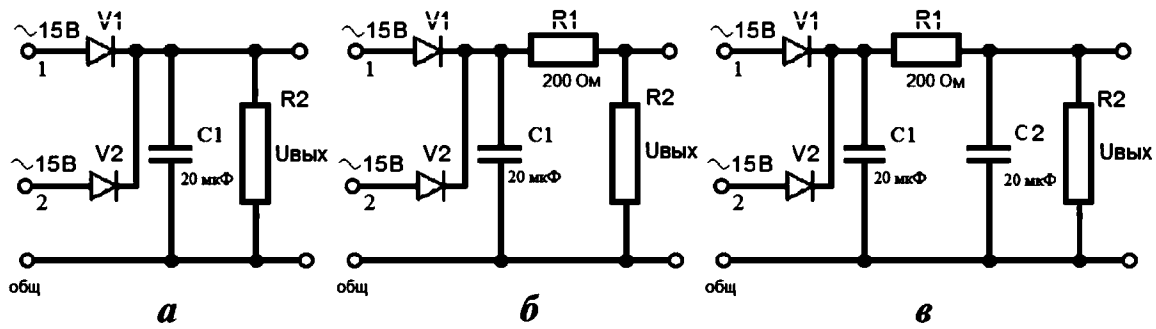 ~15В V1
1
~15В V2
2
C1
20 мкФ
R2
Uвых
общ
а
~15В V1
1
R1
200 Ом
~15В V2
2
C1
20 мкФ
R2
Uвых
общ
б
~15В V1
1
R1
200 Ом
~15В V2
2
C1
20 мкФ
C2
20 мкФ
R2
Uвых
общ
в